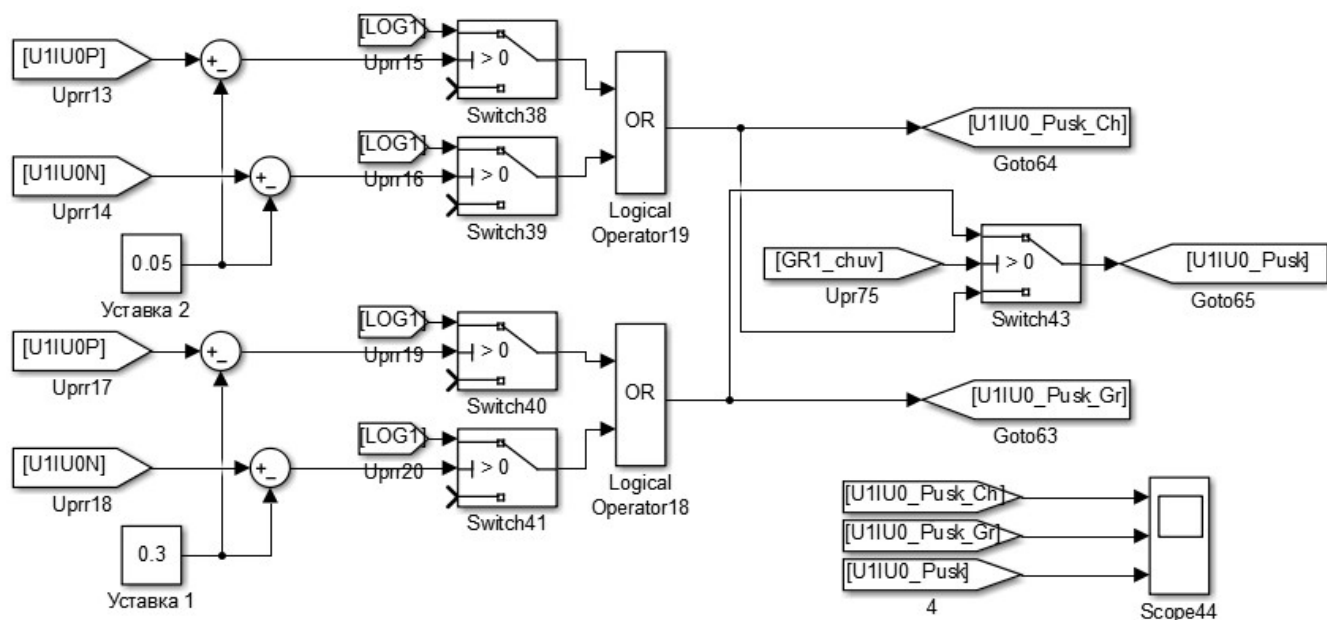 [U1IU0P]
Uprr13
+
-
[LOG1]
Uprr15
> 0
Switch38
[U1IU0N]
Uprr14
+
-
[LOG1]
Uprr16
> 0
Switch39
OR
Logical
Operator19
0.05
Уставка 2
[U1IU0_Pusk_Ch]
Goto64
[GR1_chuv]
Upr75
> 0
Switch43
[U1IU0_Pusk]
Goto65
[U1IU0P]
Uprr17
+
-
[LOG1]
Uprr19
> 0
Switch40
[U1IU0N]
Uprr18
+
-
[LOG1]
Uprr20
> 0
Switch41
OR
Logical
Operator18
0.3
Уставка 1
[U1IU0_Pusk_Gr]
Goto63
[U1IU0_Pusk_Ch]
[U1IU0_Pusk_Gr]
[U1IU0_Pusk]
4
Scope44